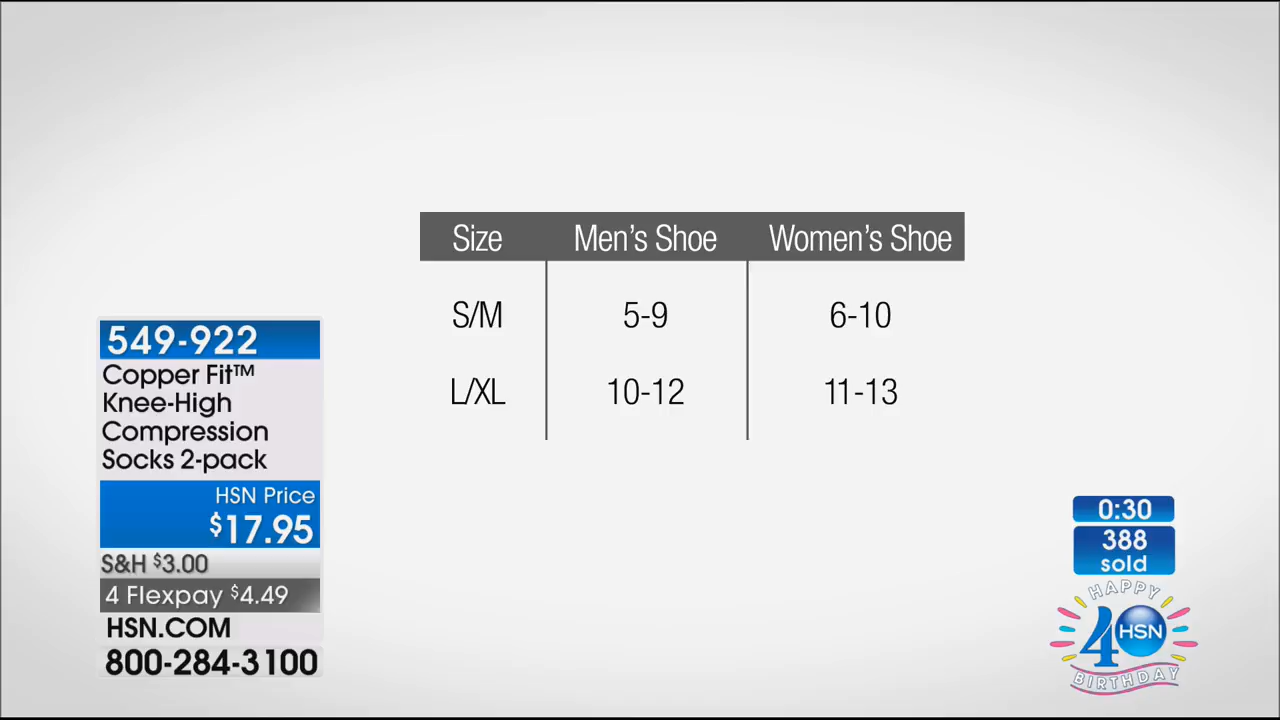 Size Men's Shoe Women's Shoe
S/M 5-9 6-10
L/XL 10-12 11-13
549-922
Copper Fit™
Knee-High
Compression
Socks 2-pack
HSN Price
$17.95
S&H $3.00
4 Flexpay $4.49
HSN.COM
800-284-3100
0:30
388
sold
HAPPY
40 HSN
BIRTHDAY